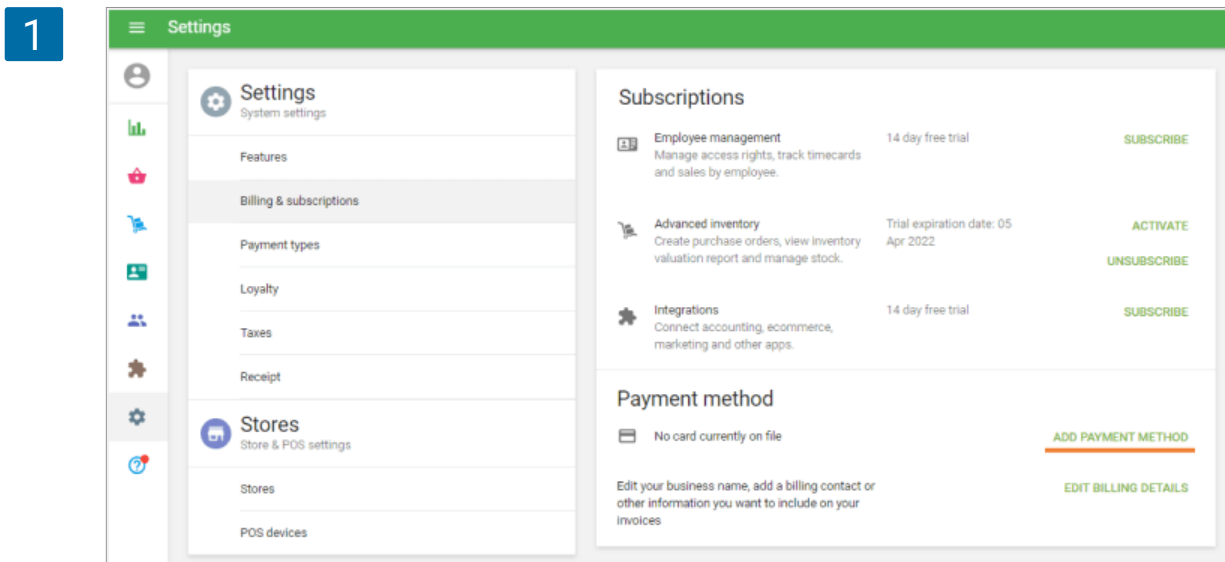 1
Settings
Settings
System settings
Features
Billing & subscriptions
Payment types
Loyalty
Taxes
Receipt
Stores
Store & POS settings
Stores
POS devices
Subscriptions
Employee management 14 day free trial SUBSCRIBE
Manage access rights, track timecards
and sales by employee.
Advanced inventory Trial expiration date: 05 ACTIVATE
Create purchase orders, view inventory Apr 2022
valuation report and manage stock. UNSUBSCRIBE
Integrations 14 day free trial SUBSCRIBE
Connect accounting, ecommerce,
marketing and other apps.
Payment method
No card currently on file ADD PAYMENT METHOD
Edit your business name, add a billing contact or EDIT BILLING DETAILS
other information you want to include on your
invoices